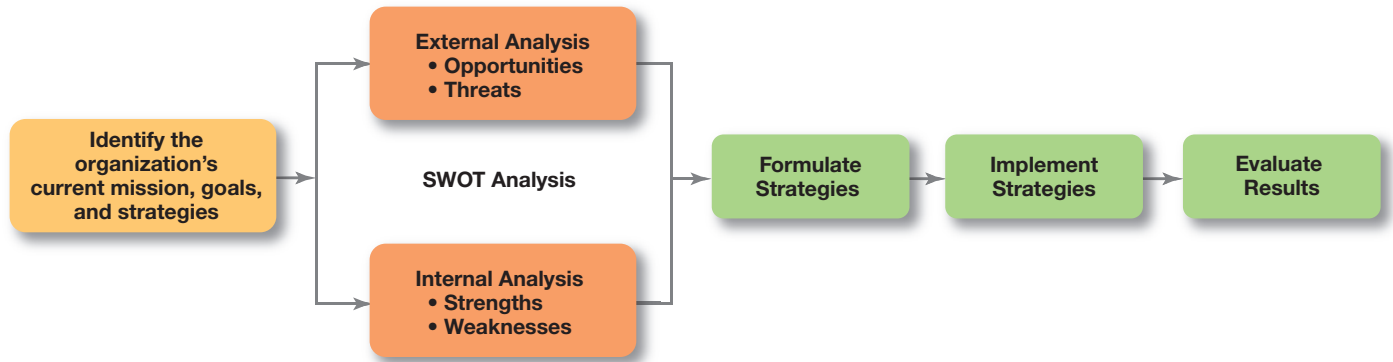 Identify the
organization’s
current mission, goals,
and strategies
External Analysis
• Opportunities
• Threats
SWOT Analysis
Internal Analysis
• Strengths
• Weaknesses
Formulate
Strategies
Implement
Strategies
Evaluate
Results